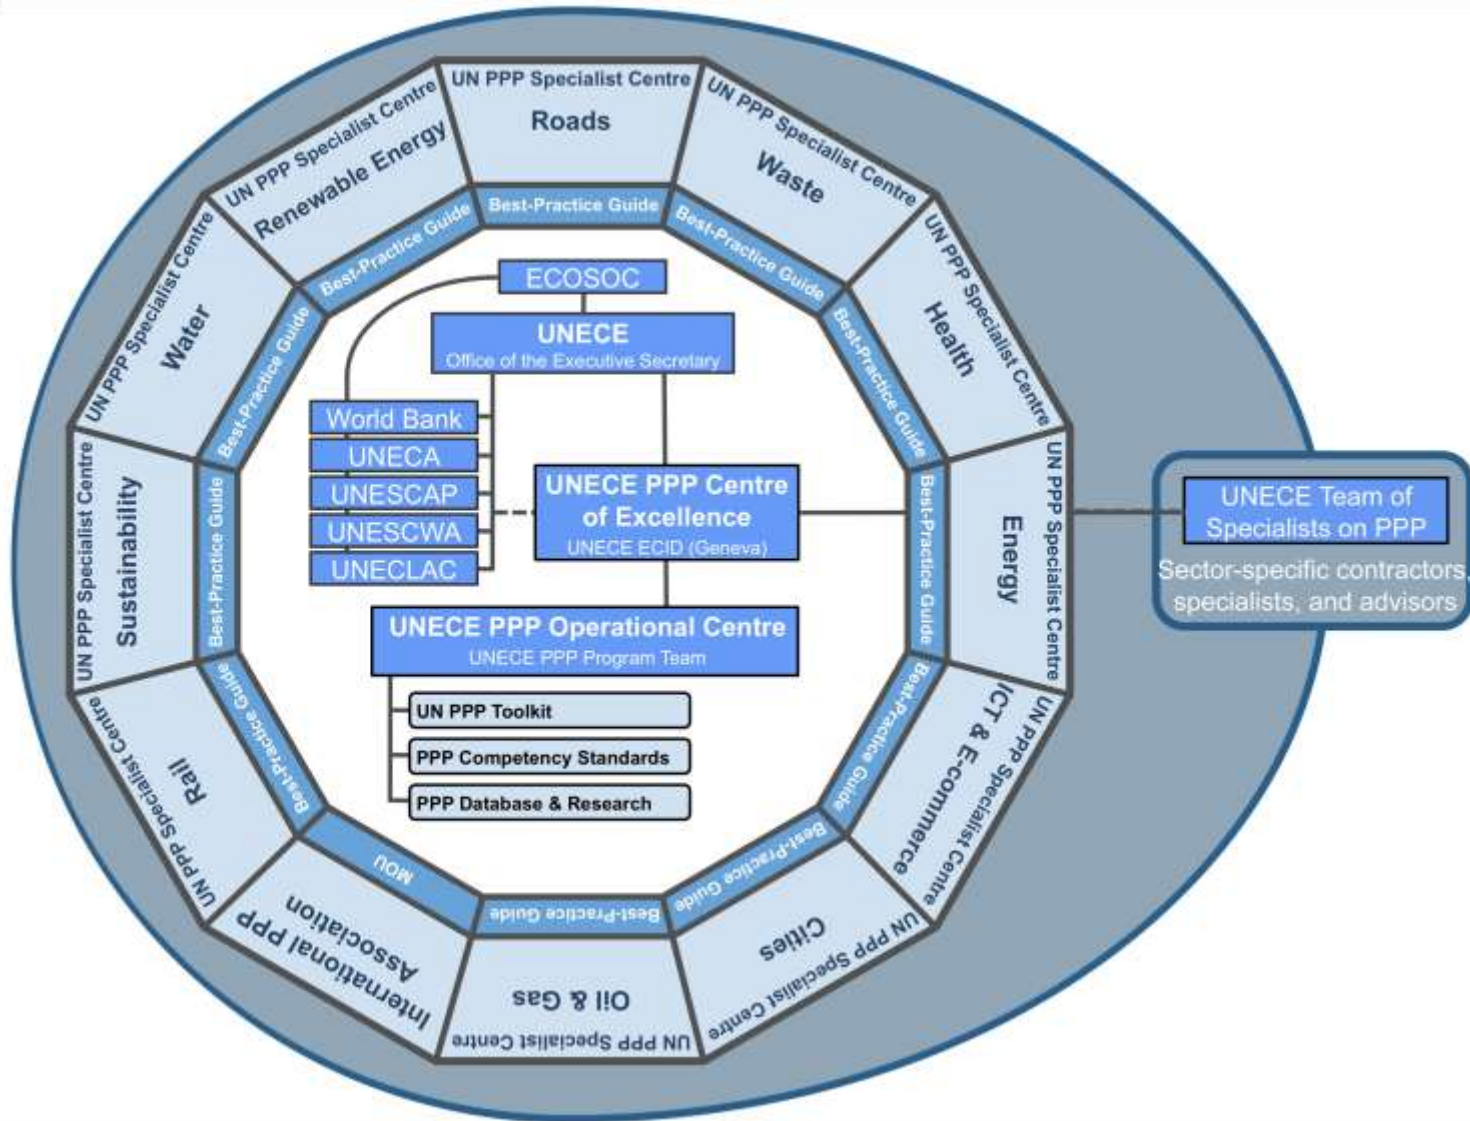 UN PPP Specialist Centre
Roads
Best-Practice Guide
UN PPP Specialist Centre
Waste
Best-Practice Guide
UN PPP Specialist Centre
Health
Best-Practice Guide
UN PPP Specialist Centre
Energy
Best-Practice Guide
UN PPP Specialist Centre
ICT & E-commerce
Best-Practice Guide
UN PPP Specialist Centre
Cities
Best-Practice Guide
UN PPP Specialist Centre
Oil & Gas
Best-Practice Guide
International PPP
Association
MOU
UN PPP Specialist Centre
Rail
Best-Practice Guide
UN PPP Specialist Centre
Sustainability
Best-Practice Guide
UN PPP Specialist Centre
Water
Best-Practice Guide
UN PPP Specialist Centre
Renewable Energy
Best-Practice Guide
ECOSOC
UNECE
Office of the Executive Secretary
World Bank
UNECA
UNESCAP
UNESCWA
UNECLAC
UNECE PPP Centre
of Excellence
UNECE ECID (Geneva)
UNECE PPP Operational Centre
UNECE PPP Program Team
UN PPP Toolkit
PPP Competency Standards
PPP Database & Research
UNECE Team of
Specialists on PPP
Sector-specific contractors,
specialists, and advisors